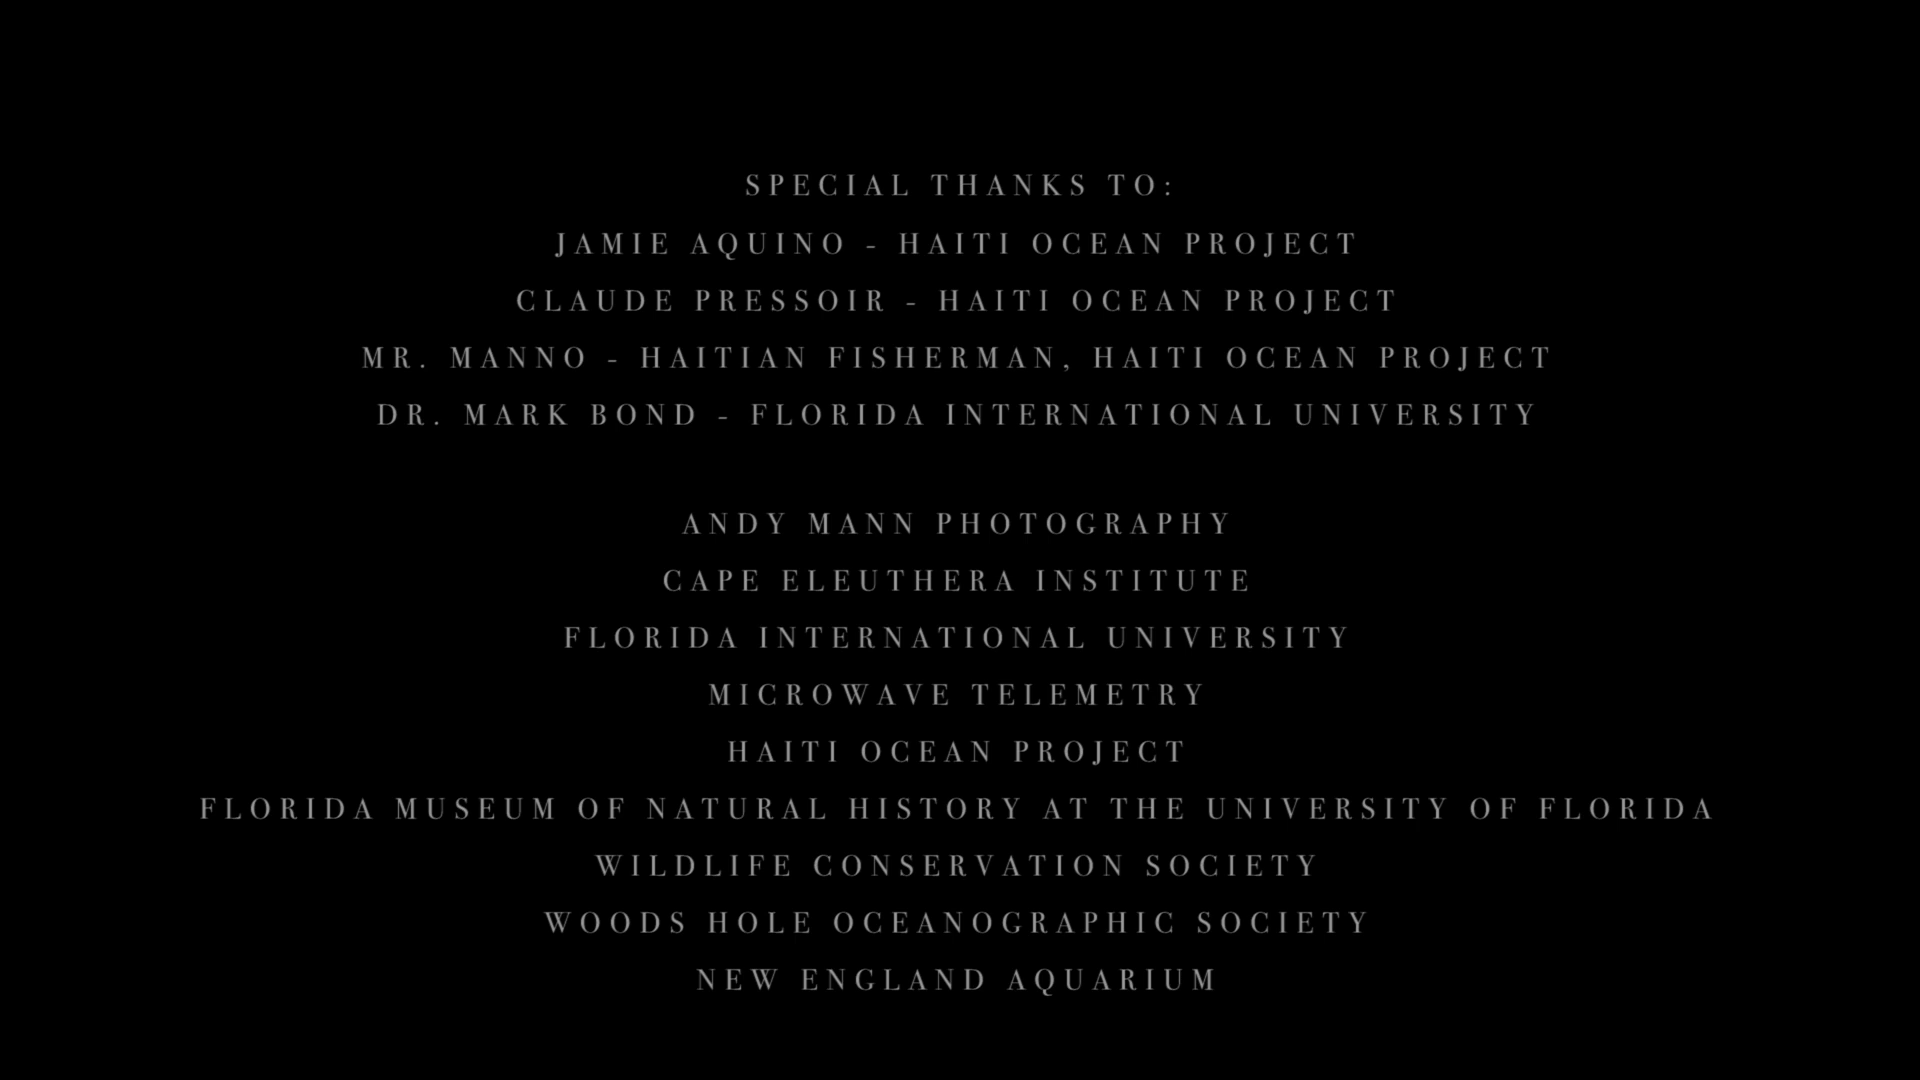 SPECIAL THANKS TO:
JAMIE AQUINO - HAITI OCEAN PROJECT
CLAUDE PRESSOIR - HAITI OCEAN PROJECT
MR. MANNO - HAITIAN FISHERMAN, HAITI OCEAN PROJECT
DR. MARK BOND - FLORIDA INTERNATIONAL UNIVERSITY
ANDY MANN PHOTOGRAPHY
CAPE ELEUTHERA INSTITUTE
FLORIDA INTERNATIONAL UNIVERSITY
MICROWAVE TELEMETRY
HAITI OCEAN PROJECT
FLORIDA MUSEUM OF NATURAL HISTORY AT THE UNIVERSITY OF FLORIDA
WILDLIFE CONSERVATION SOCIETY
WOODS HOLE OCEANOGRAPHIC SOCIETY
NEW ENGLAND AQUARIUM